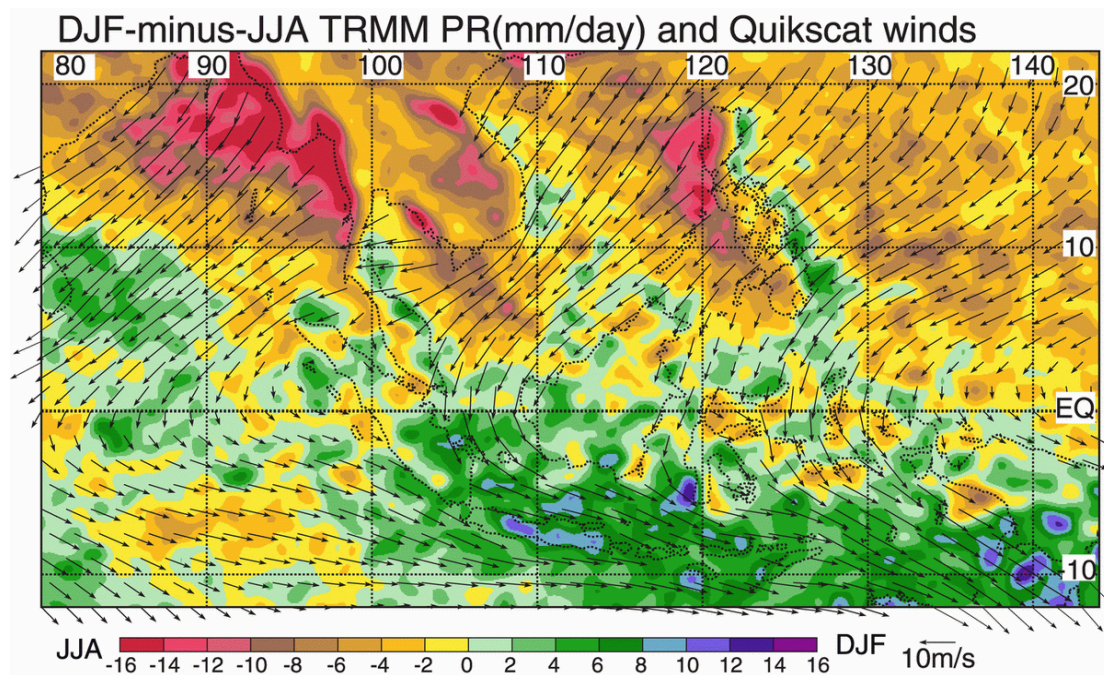 DJF-minus-JJA TRMM PR(mm/day) and Quikscat winds
80 90 100 110 120 130 140
20
10
EQ
-10
JJA DJF
-16 -14 -12 -10 -8 -6 -4 -2 0 2 4 6 8 10 12 14 16
10m/s